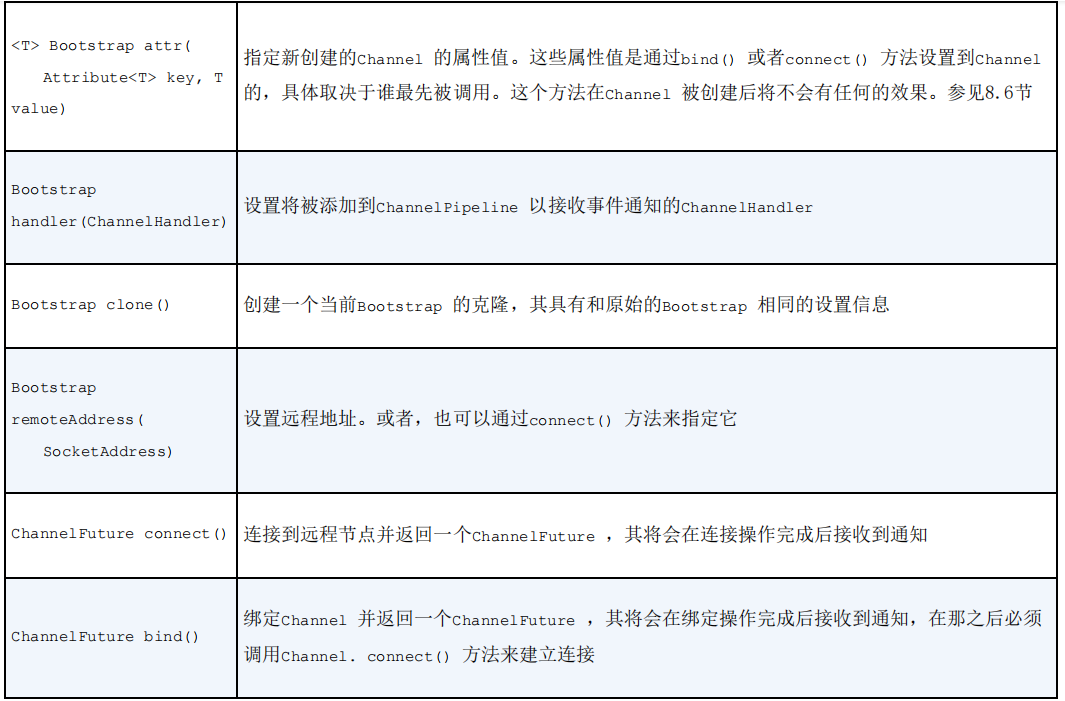 <T> Bootstrap attr(
Attribute<T> key, T
value)
指定新创建的Channel 的属性值。这些属性值是通过bind() 或者connect() 方法设置到Channel
的，具体取决于谁最先被调用。这个方法在Channel 被创建后将不会有任何的效果。参见8.6节
Bootstrap
handler(ChannelHandler)
设置将被添加到ChannelPipeline 以接收事件通知的ChannelHandler
Bootstrap clone()
创建一个当前Bootstrap 的克隆，其具有和原始的Bootstrap 相同的设置信息
Bootstrap
remoteAddress(
SocketAddress)
设置远程地址。或者，也可以通过connect() 方法来指定它
ChannelFuture connect()
连接到远程节点并返回一个ChannelFuture ，其将会在连接操作完成后接收到通知
ChannelFuture bind()
绑定Channel 并返回一个ChannelFuture ，其将会在绑定操作完成后接收到通知，在那之后必须
调用Channel. connect() 方法来建立连接